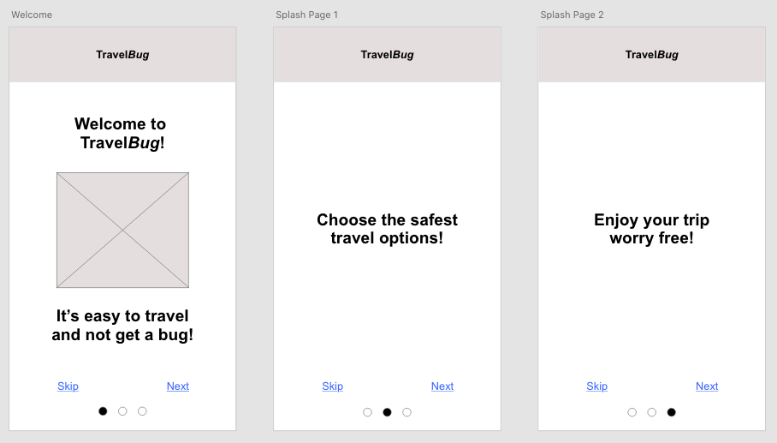 Welcome
TravelBug
Welcome to
TravelBug!
It's easy to travel
and not get a bug!
Skip
Next
Splash Page 1
TravelBug
Choose the safest
travel options!
Skip
Next
Splash Page 2
TravelBug
Enjoy your trip
worry free!
Skip
Next